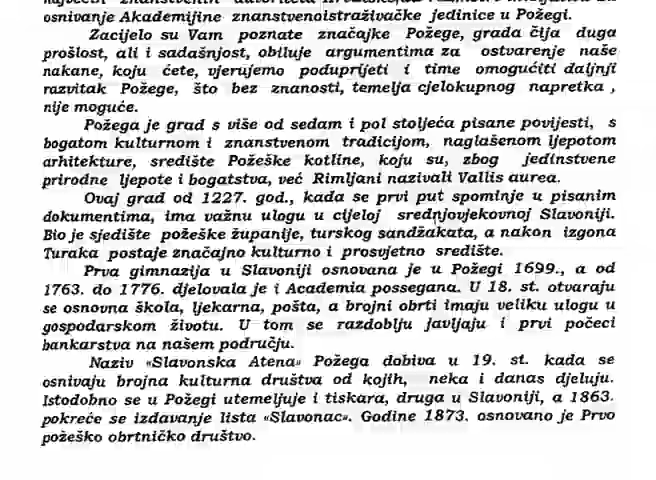 osnivanje Akademijine znanstvenoistraživačke jedinice u Požegi.
Zacijelo su Vam poznate značajke Požege, grada čija duga
prošlost, ali i sadašnjost, obiluje argumentima za ostvarenje naše
nakane, koju ćete, vjerujemo poduprijeti i time omogućiti daljnji
razvitak Požege, što bez znanosti, temelja cjelokupnog napretka ,
nije moguće.
Požega je grad s više od sedam i pol stoljeća pisane povijesti, s
bogatom kulturnom i znanstvenom tradicijom, naglašenom ljepotom
arhitekture, središte Požeške kotline, koju su, zbog jedinstvene
prirodne ljepote i bogatstva, već Rimljani nazivali Vallis aurea.
Ovaj grad od 1227. god., kada se prvi put spominje u pisanim
dokumentima, ima važnu ulogu u cijeloj srednjovjekovnoj Slavoniji.
Bio je sjedište požeške županije, turskog sandžakata, a nakon izgona
Turaka postaje značajno kulturno i prosvjetno središte.
Prva gimnazija u Slavoniji osnovana je u Požegi 1699., a od
1763. do 1776. djelovala je i Academia possegana. U 18. st. otvaraju
se osnovna škola, ljekarna, pošta, a brojni obrti imaju veliku ulogu u
gospodarskom životu. U tom se razdoblju javljaju i prvi počeci
bankarstva na našem području.
Naziv «Slavonska Atena» Požega dobiva u 19. st. kada se
osnivaju brojna kulturna društva od kojih, neka i danas djeluju.
Istodobno se u Požegi utemeljuje i tiskara, druga u Slavoniji, a 1863.
pokreće se izdavanje lista «Slavonac». Godine 1873. osnovano je Prvo
požeško obrtničko društvo.